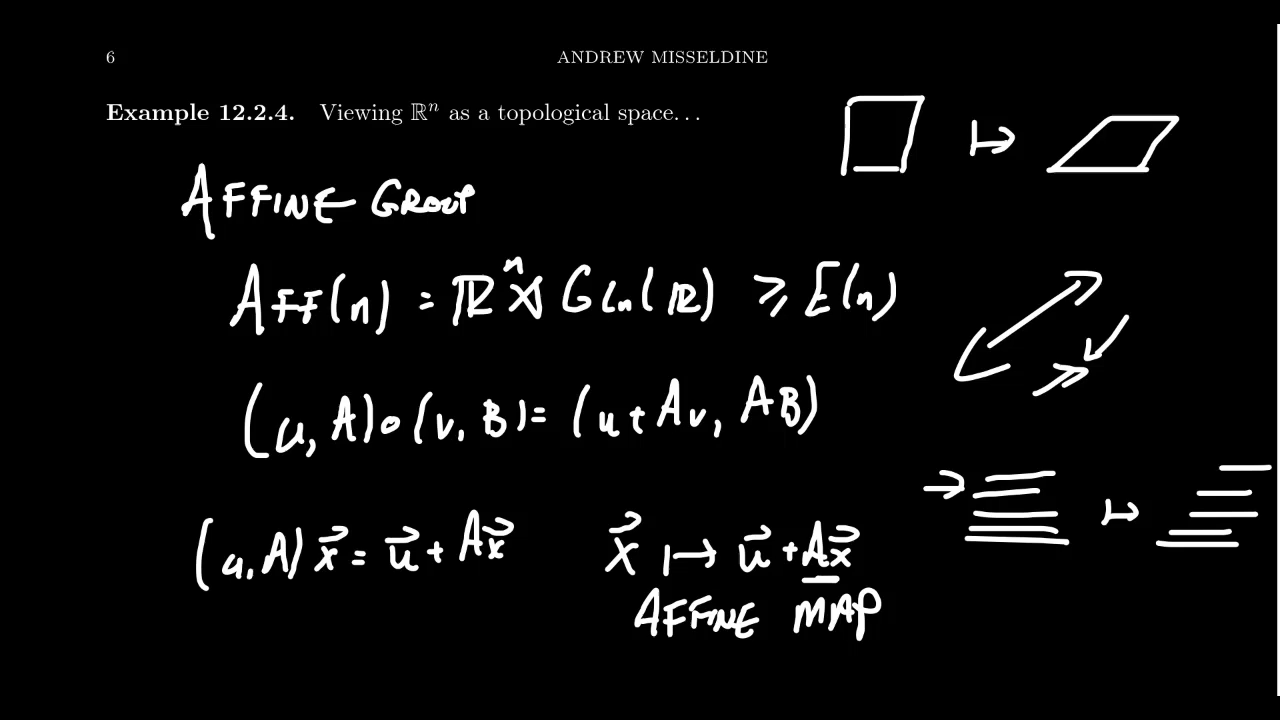 6 ANDREW MISSELDINE
Example 12.2.4. Viewing ℝⁿ as a topological space...
AFFINE GROUP
AFF(n) = ℝⁿ ⋊ GLn(ℝ) ⩾ E(n)
(u, A)∘(v, B) = (u + Av, AB)
(u, A)x⃗ = u⃗ + Ax⃗ x⃗ ↦ u⃗ + Ax⃗
AFFINE MAP